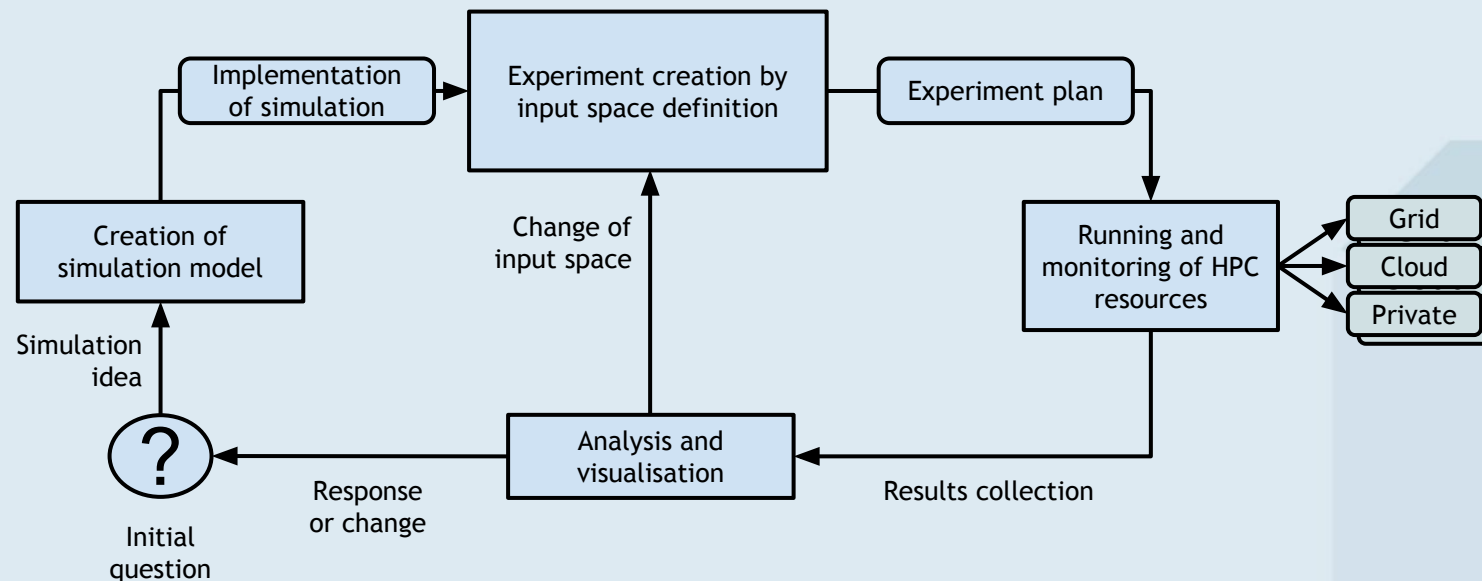 Implementation
of simulation
Experiment creation by
input space definition
Experiment plan
Creation of
simulation model
Change of
input space
Running and
monitoring of HPC
resources
Grid
Cloud
Private
Simulation
idea
?
Initial
question
Response
or change
Analysis and
visualisation
Results collection